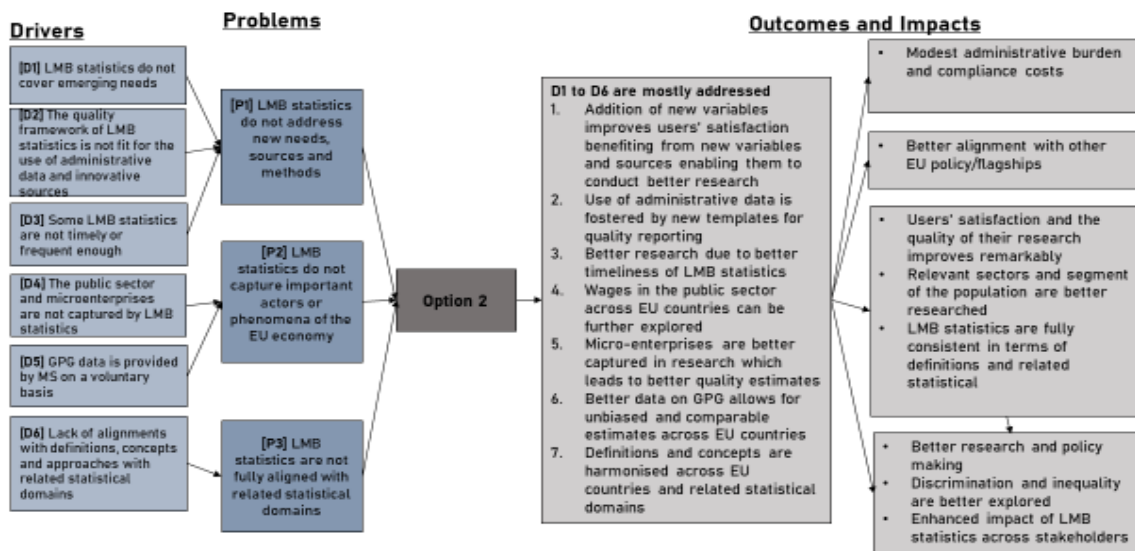 Drivers
Problems
Outcomes and Impacts
[D1] LMB statistics do not
cover emerging needs
[D2] The quality
framework of LMB
statistics is not fit for the
use of administrative
data and innovative
sources
[D3] Some LMB statistics
are not timely or
frequent enough
[D4] The public sector
and microenterprises
are not captured by LMB
statistics
[D5] GPG data is provided
by MS on a voluntary
basis
[D6] Lack of alignments
with definitions, concepts
and approaches with
related statistical
domains
[P1] LMB statistics
do not address
new needs,
sources and
methods
[P2] LMB
statistics do not
capture important
actors or
phenomena of the
EU economy
[P3] LMB
statistics are not
fully aligned with
related statistical
domains
Option 2
D1 to D6 are mostly addressed
1. Addition of new variables
improves users' satisfaction
benefiting from new variables
and sources enabling them to
conduct better research
2. Use of administrative data is
fostered by new templates for
quality reporting
3. Better research due to better
timeliness of LMB statistics
4. Wages in the public sector
across EU countries can be
further explored
5. Micro-enterprises are better
captured in research which
leads to better quality estimates
6. Better data on GPG allows for
unbiased and comparable
estimates across EU countries
7. Definitions and concepts are
harmonised across EU
countries and related statistical
domains
• Modest administrative burden
and compliance costs
• Better alignment with other
EU policy/flagships
• Users' satisfaction and the
quality of their research
improves remarkably
• Relevant sectors and segment
of the population are better
researched
• LMB statistics are fully
consistent in terms of
definitions and related
statistical
• Better research and policy
making
• Discrimination and inequality
are better explored
• Enhanced impact of LMB
statistics across stakeholders